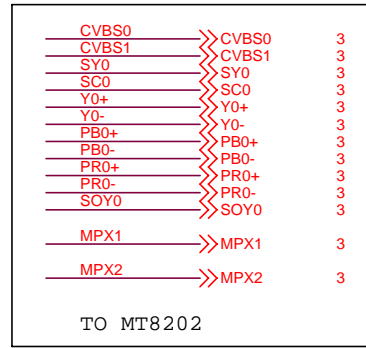 CVBS0 CVBS0 3
CVBS1 CVBS1 3
SY0 SY0 3
SC0 SC0 3
Y0+ Y0+ 3
Y0- Y0- 3
PB0+ PB0+ 3
PB0- PB0- 3
PR0+ PR0+ 3
PR0- PR0- 3
SOY0 SOY0 3
MPX1 MPX1 3
MPX2 MPX2 3
TO MT8202